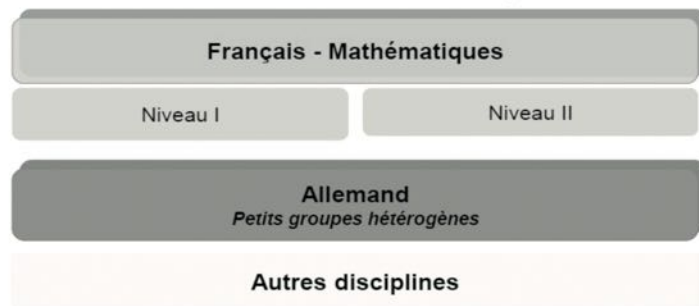 Français - Mathématiques
Niveau I
Niveau II
Allemand
Petits groupes hétérogènes
Autres disciplines